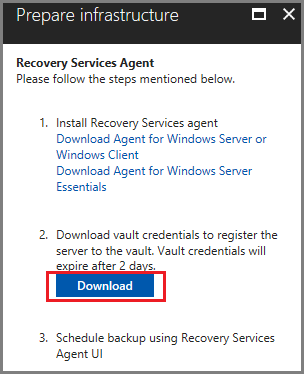 Prepare infrastructure
Recovery Services Agent
Please follow the steps mentioned below.
1. Install Recovery Services agent
Download Agent for Windows Server or
Windows Client
Download Agent for Windows Server
Essentials
2. Download vault credentials to register the
server to the vault. Vault credentials will
expire after 2 days.
Download
3. Schedule backup using Recovery Services
Agent UI